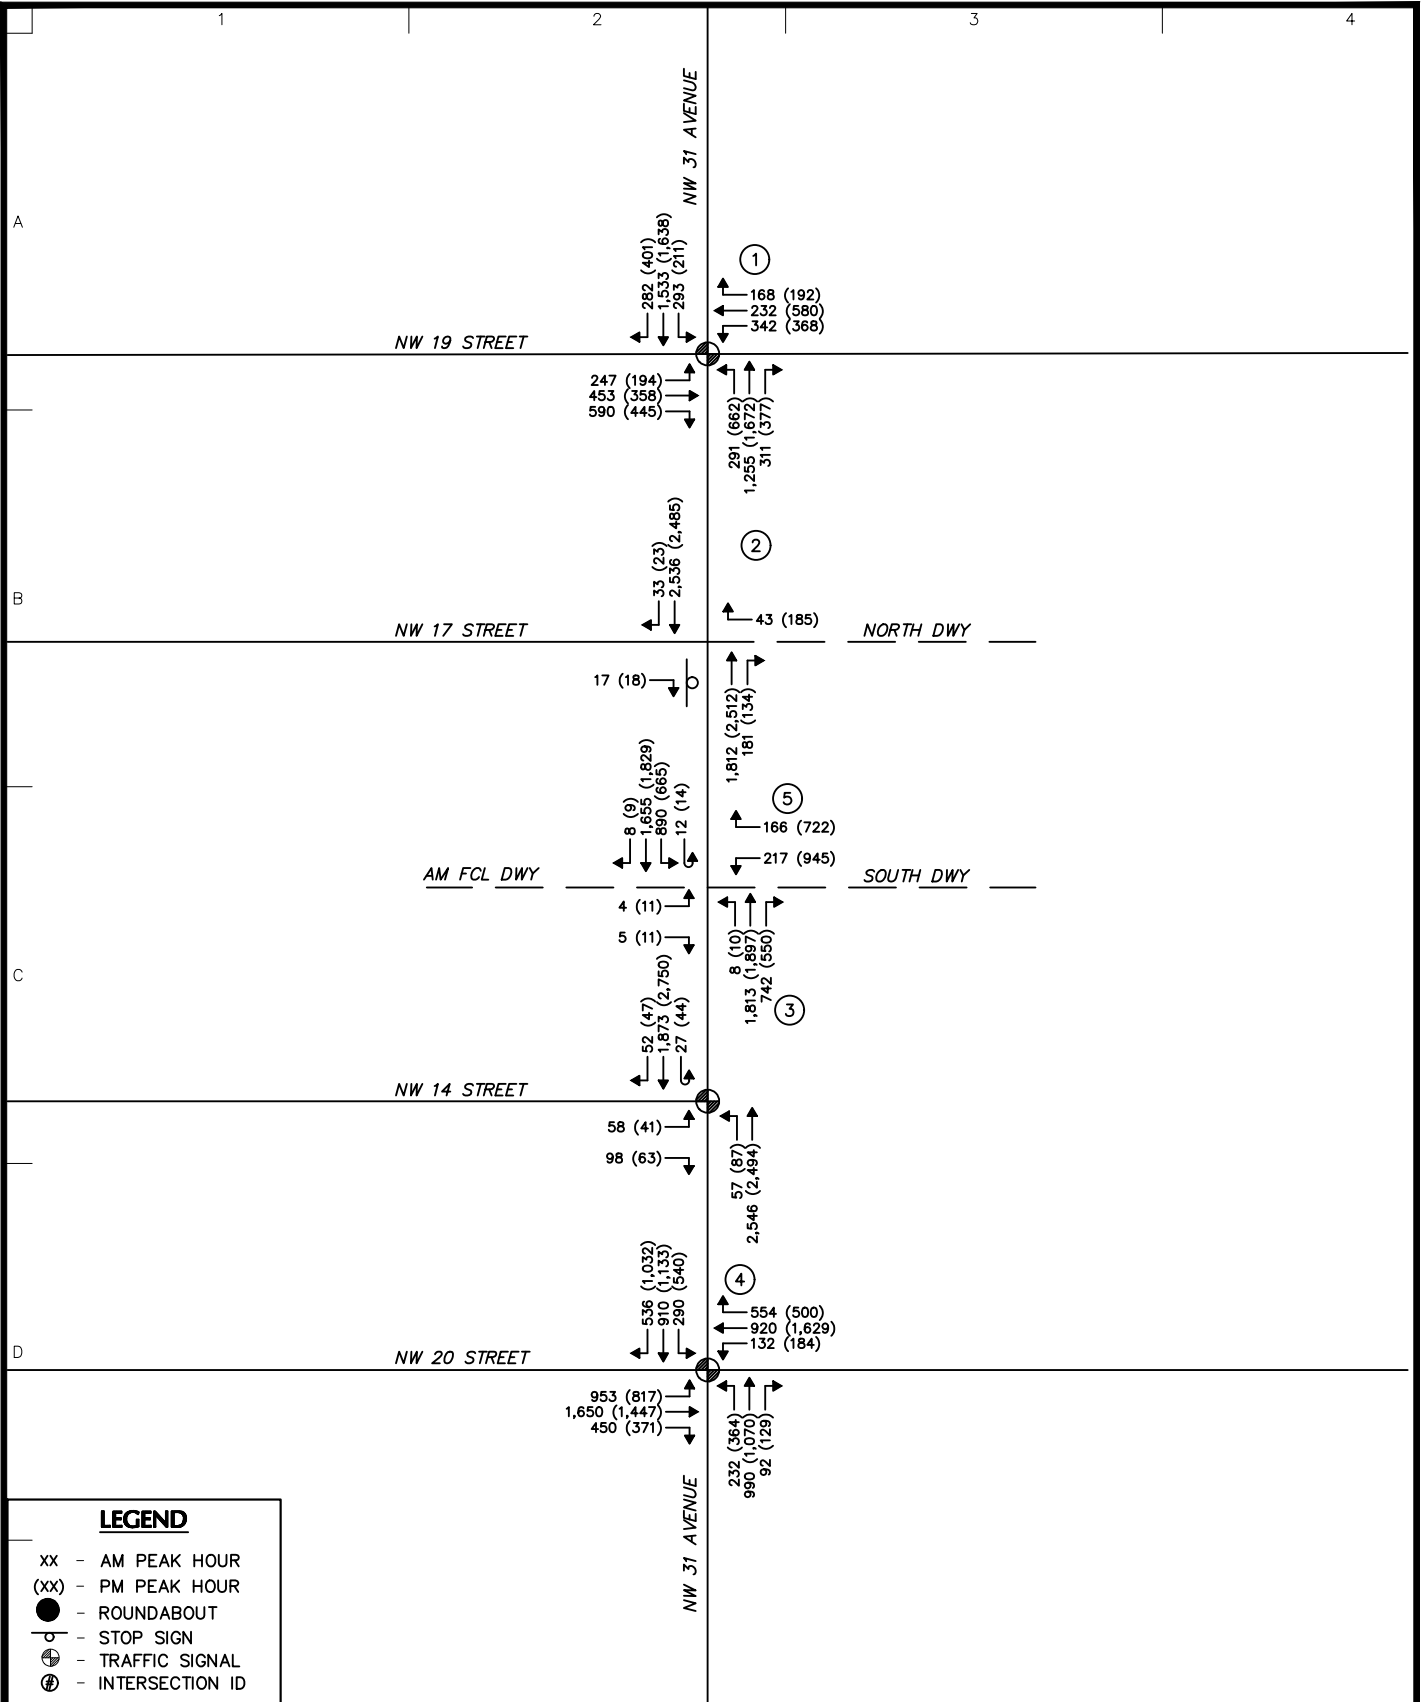 1
2
3
4
A
B
C
D
NW 31 AVENUE
282 (401)
1,533 (1,638)
293 (211)
1
168 (192)
232 (580)
342 (368)
NW 19 STREET
247 (194)
453 (358)
590 (445)
291 (662)
1,255 (1,672)
311 (377)
33 (23)
2,536 (2,485)
2
43 (185)
NW 17 STREET
NORTH DWY
17 (18)
1,812 (2,512)
181 (134)
8 (9)
1,655 (1,829)
890 (665)
12 (14)
5
166 (722)
217 (945)
AM FCL DWY
SOUTH DWY
4 (11)
5 (11)
8 (10)
1,813 (1,897)
742 (550)
3
52 (47)
1,873 (2,750)
27 (44)
NW 14 STREET
58 (41)
98 (63)
57 (87)
2,546 (2,494)
536 (1,032)
910 (1,133)
290 (540)
4
554 (500)
920 (1,629)
132 (184)
NW 20 STREET
953 (817)
1,650 (1,447)
450 (371)
232 (364)
990 (1,070)
92 (129)
NW 31 AVENUE
LEGEND
XX - AM PEAK HOUR
(XX) - PM PEAK HOUR
- ROUNDABOUT
- STOP SIGN
- TRAFFIC SIGNAL
# - INTERSECTION ID